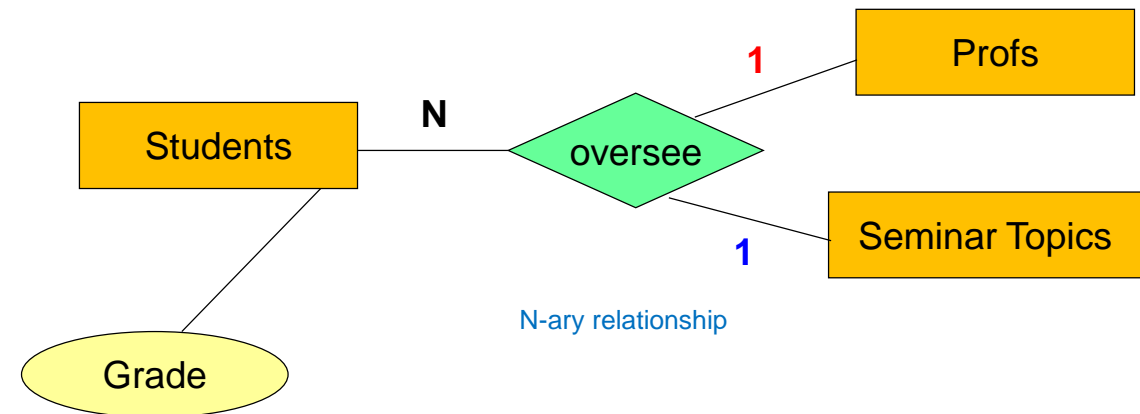 Profs
1
N
Students
oversee
Seminar Topics
1
N-ary relationship
Grade